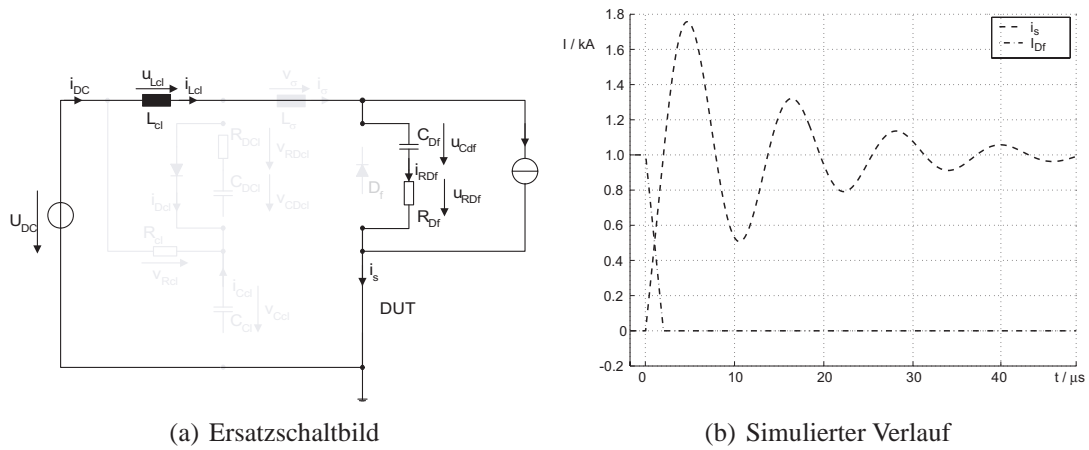 i_DC
u_Lcl
i_Lcl
L_cl
v_σ
i_σ
L_σ
R_DCl
v_RDcl
C_DCl
v_CDcl
i_Dcl
R_cl
v_Rcl
i_Ccl
C_Cl
v_Ccl
U_DC
D_f
C_Df
u_Cdf
i_RDf
u_RDf
R_Df
i_s
DUT
(a) Ersatzschaltbild
I / kA
1.8
1.6
1.4
1.2
1.0
0.8
0.6
0.4
0.2
0
-0.2
0
10
20
30
40
t / μs
i_s
I_Df
(b) Simulierter Verlauf